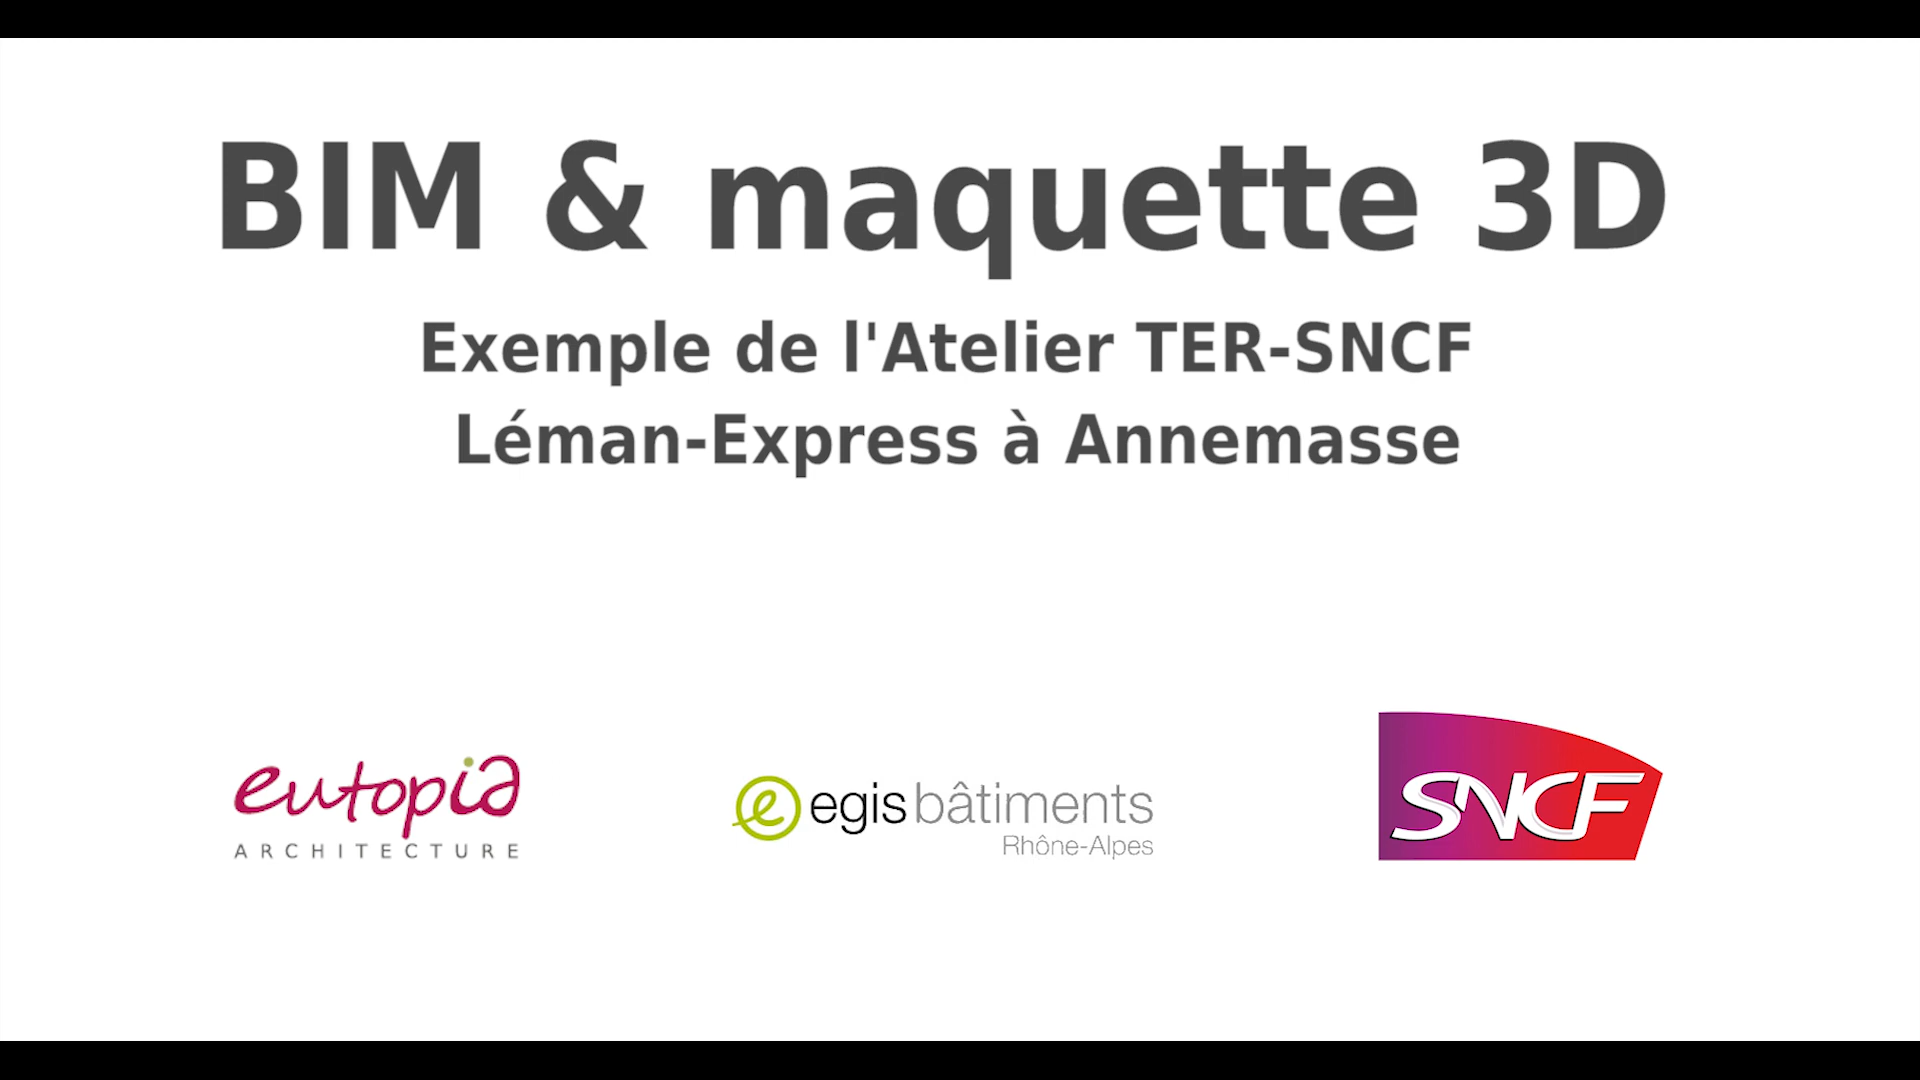 BIM & maquette 3D
Exemple de l'Atelier TER-SNCF
Léman-Express à Annemasse
eutopia
ARCHITECTURE
egis bâtiments
Rhône-Alpes
SNCF